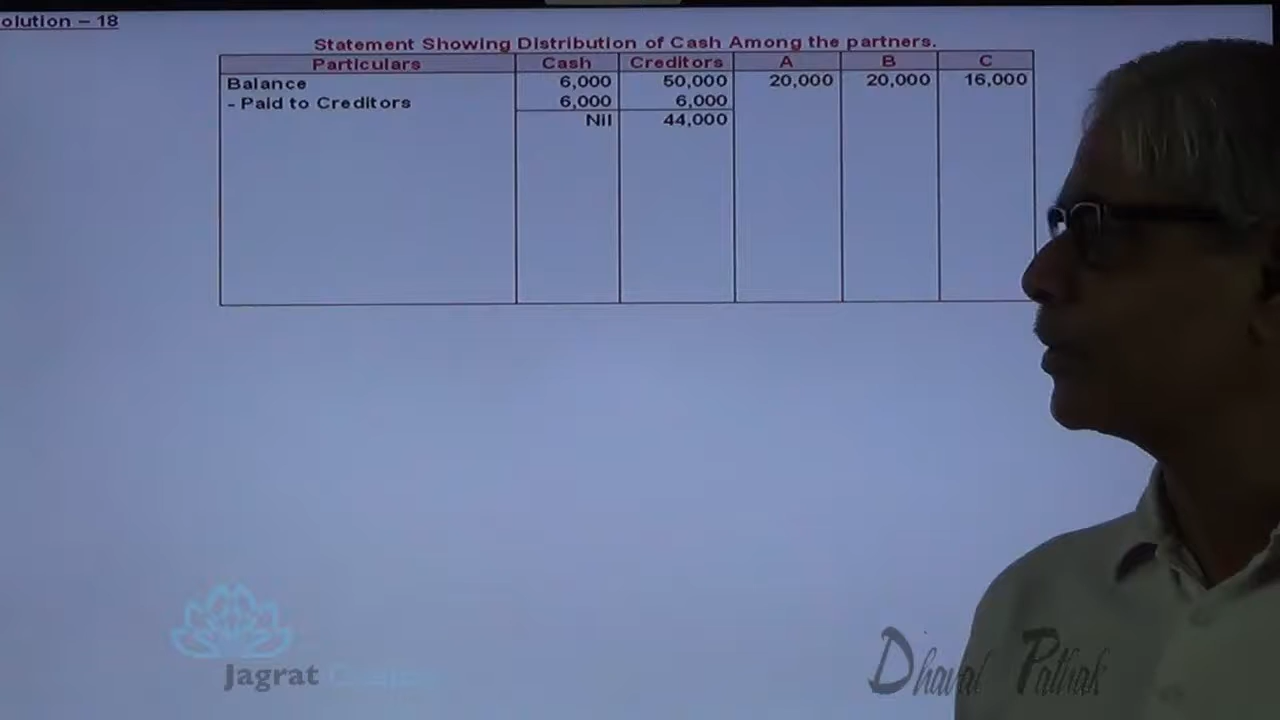 olution – 18
Statement Showing Distribution of Cash Among the partners.
Particulars Cash Creditors A B C
Balance 6,000 50,000 20,000 20,000 16,000
- Paid to Creditors 6,000 6,000
Nil 44,000
Jagrat
Dhaval Pathak